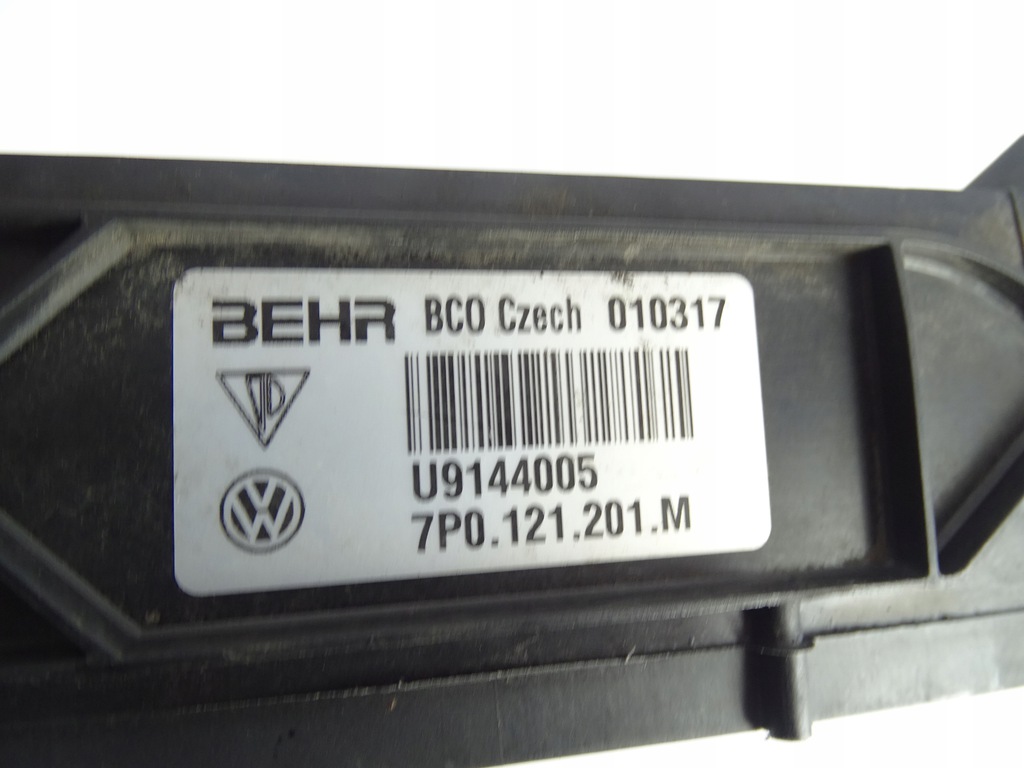 BEHR BCO Czech 010317
U9144005
7P0.121.201.M